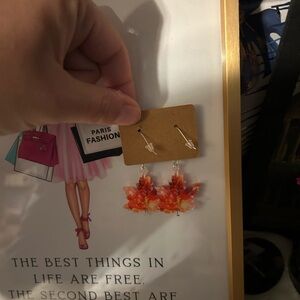 PARIS
FASHION
THE BEST THINGS IN
LIFE ARE FREE.
THE SECOND BEST ARE